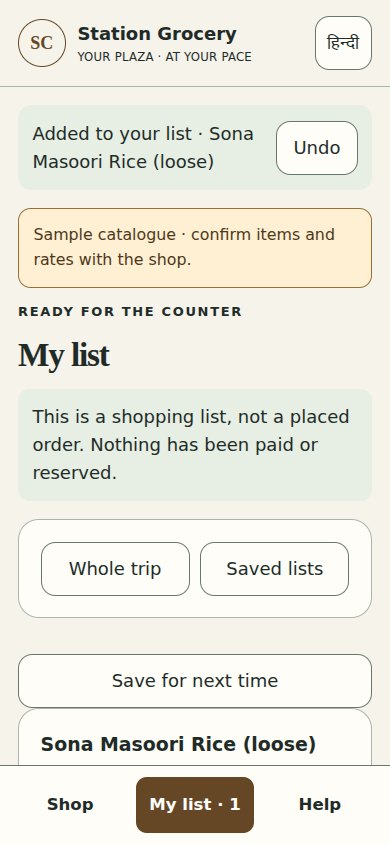 SC
Station Grocery
YOUR PLAZA · AT YOUR PACE
हिन्दी
Added to your list · Sona
Masoori Rice (loose)
Undo
Sample catalogue · confirm items and
rates with the shop.
READY FOR THE COUNTER
My list
This is a shopping list, not a placed
order. Nothing has been paid or
reserved.
Whole trip
Saved lists
Save for next time
Sona Masoori Rice (loose)
Shop
My list · 1
Help